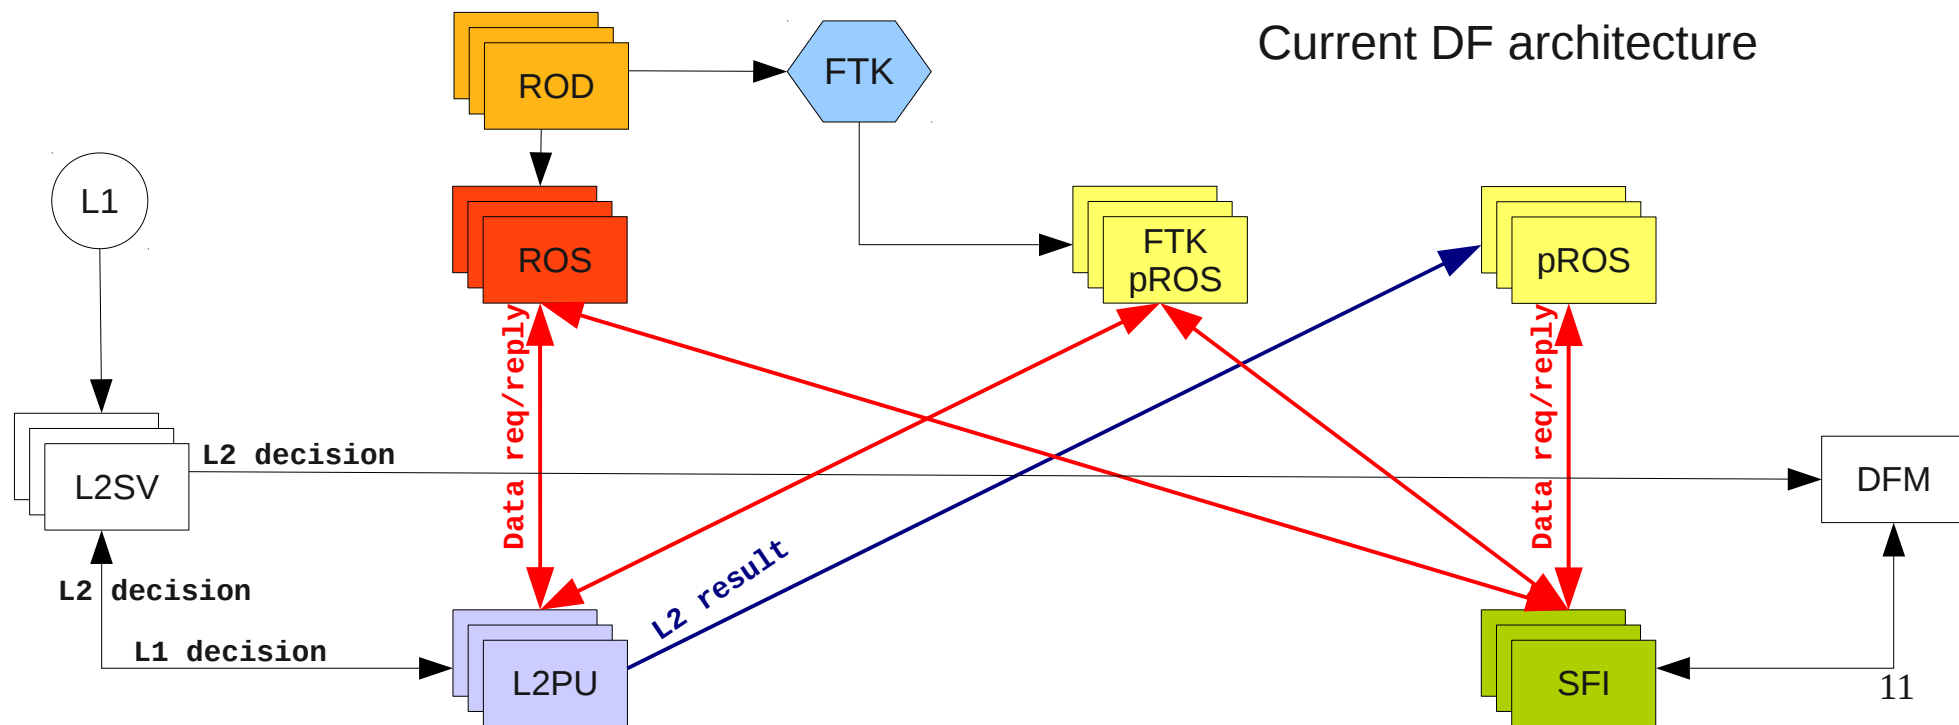 Current DF architecture
ROD
FTK
L1
ROS
FTK
pROS
pROS
Data req/reply
Data req/reply
L2SV
L2 decision
DFM
L2 decision
L2 result
L1 decision
L2PU
SFI
11